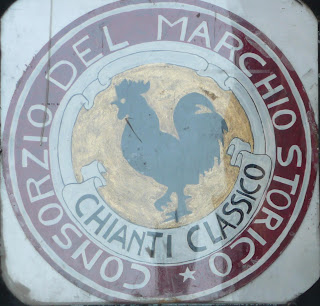 CONSORZIO DEL MARCHIO STORICO
CHIANTI CLASSICO